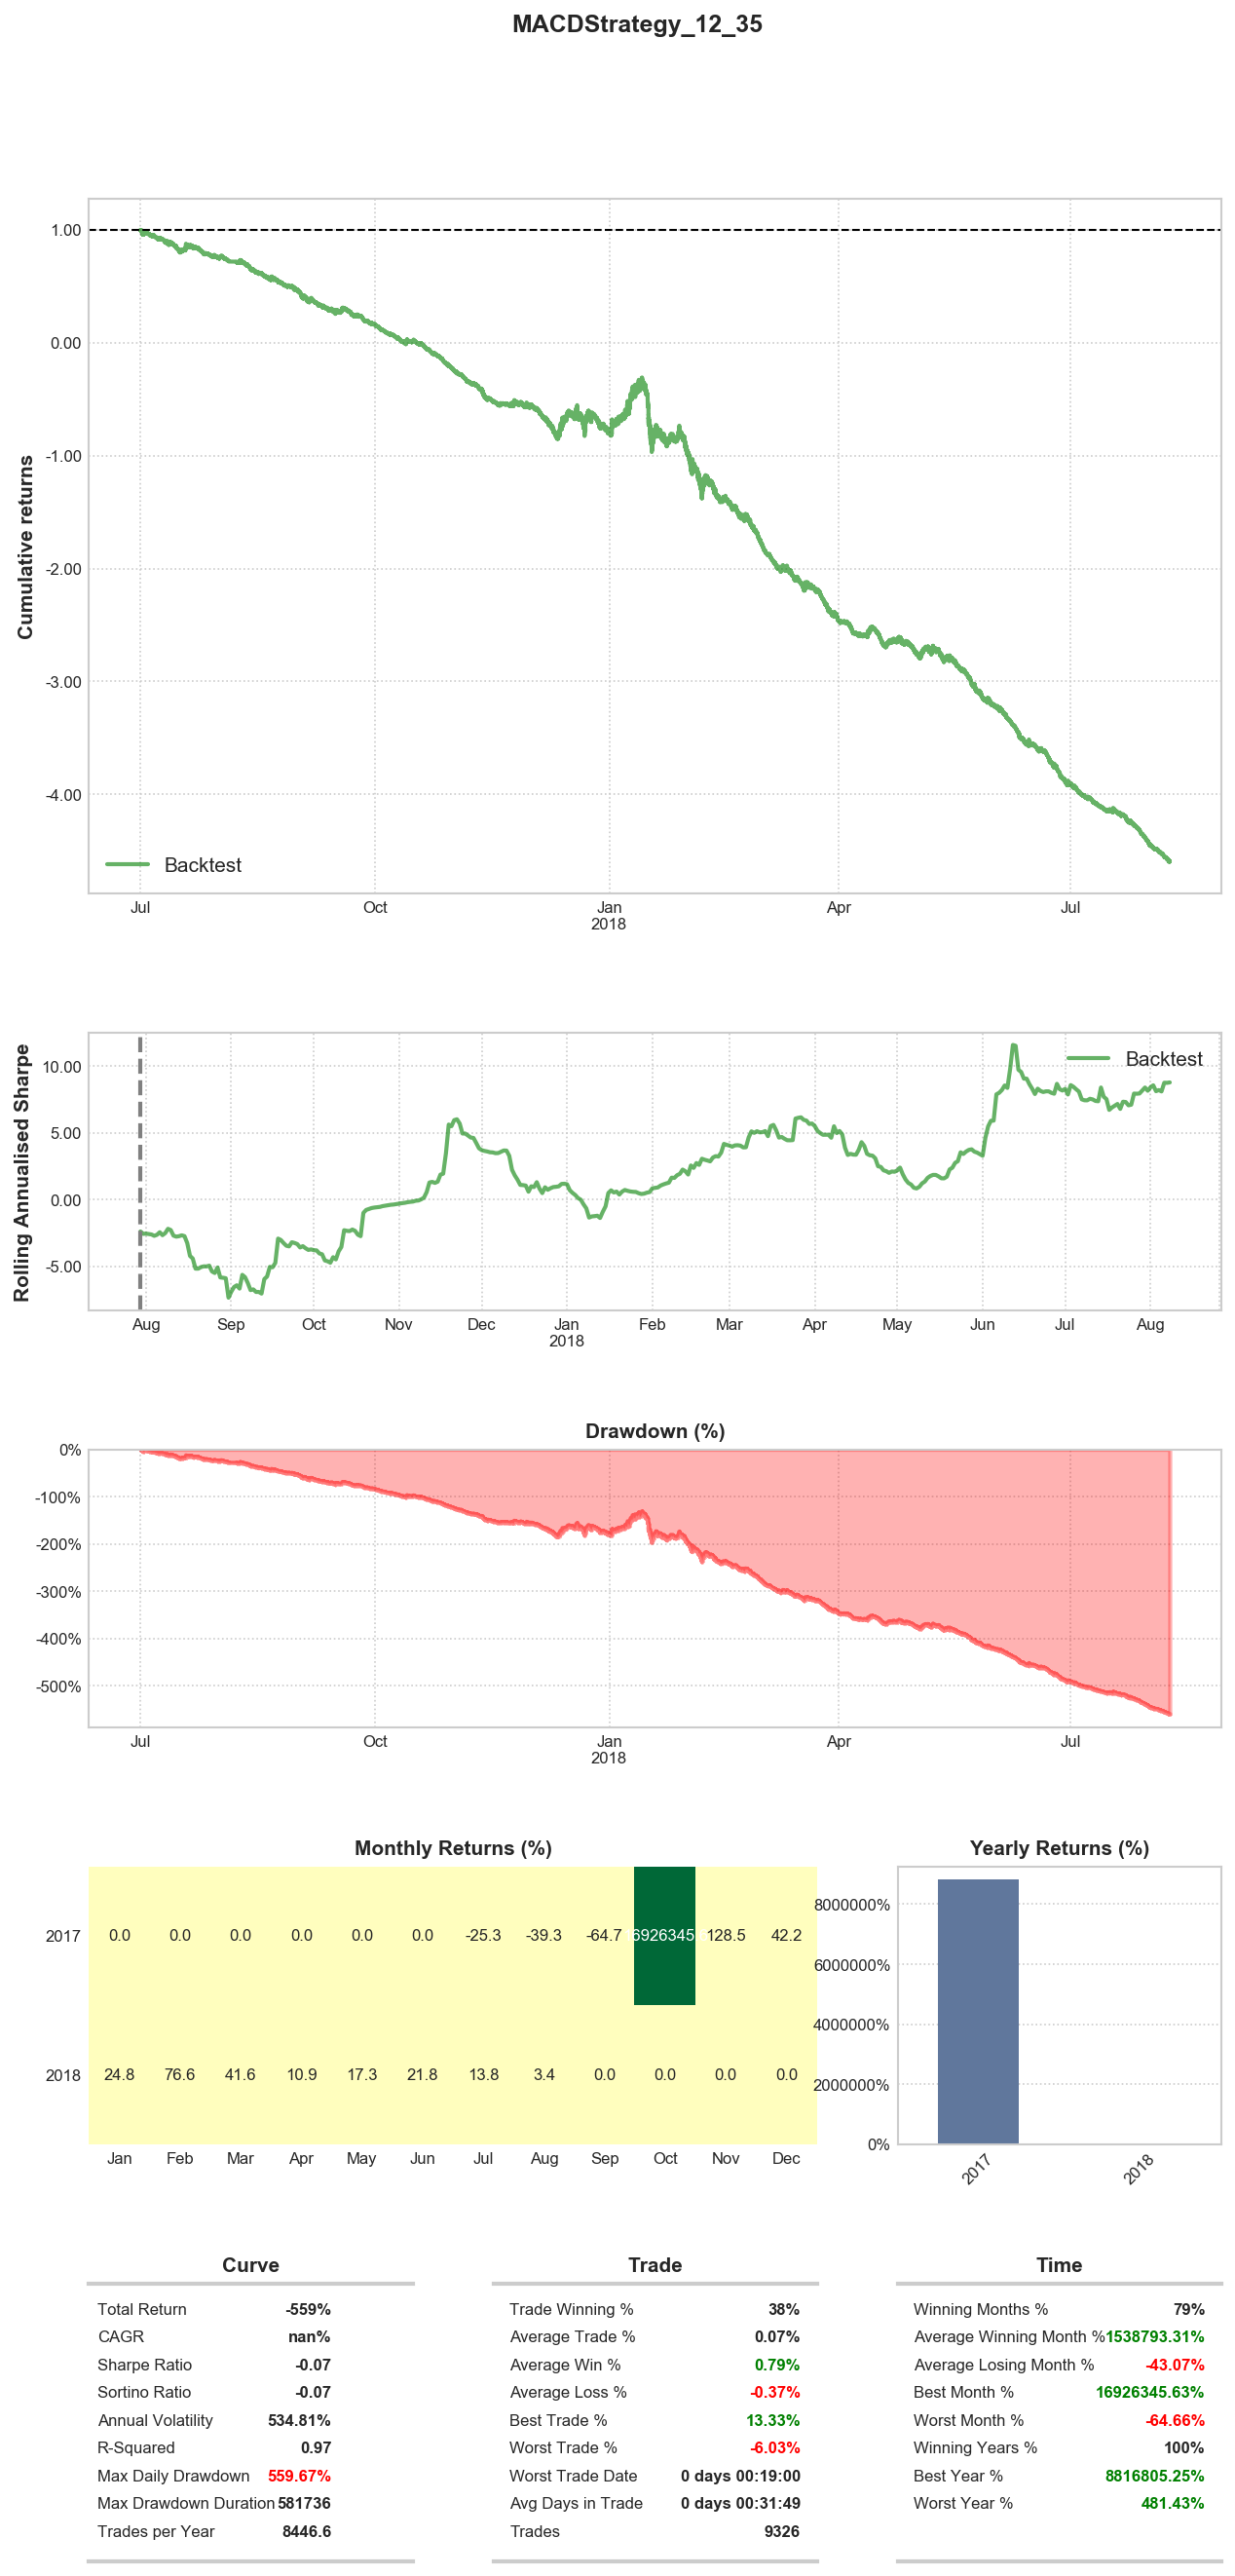 MACDStrategy_12_35
Cumulative returns
1.00
0.00
-1.00
-2.00
-3.00
-4.00
Backtest
Jul Oct Jan Apr Jul
2018
Rolling Annualised Sharpe
10.00
5.00
0.00
-5.00
Backtest
Aug Sep Oct Nov Dec Jan Feb Mar Apr May Jun Jul Aug
2018
Drawdown (%)
0%
-100%
-200%
-300%
-400%
-500%
Jul Oct Jan Apr Jul
2018
Monthly Returns (%)
2017 0.0 0.0 0.0 0.0 0.0 0.0 -25.3 -39.3 -64.7 6926345 128.5 42.2
2018 24.8 76.6 41.6 10.9 17.3 21.8 13.8 3.4 0.0 0.0 0.0 0.0
Jan Feb Mar Apr May Jun Jul Aug Sep Oct Nov Dec
Yearly Returns (%)
8000000%
6000000%
4000000%
2000000%
0%
2017 2018
Curve
Total Return -559%
CAGR nan%
Sharpe Ratio -0.07
Sortino Ratio -0.07
Annual Volatility 534.81%
R-Squared 0.97
Max Daily Drawdown 559.67%
Max Drawdown Duration 581736
Trades per Year 8446.6
Trade
Trade Winning % 38%
Average Trade % 0.07%
Average Win % 0.79%
Average Loss % -0.37%
Best Trade % 13.33%
Worst Trade % -6.03%
Worst Trade Date 0 days 00:19:00
Avg Days in Trade 0 days 00:31:49
Trades 9326
Time
Winning Months % 79%
Average Winning Month % 1538793.31%
Average Losing Month % -43.07%
Best Month % 16926345.63%
Worst Month % -64.66%
Winning Years % 100%
Best Year % 8816805.25%
Worst Year % 481.43%